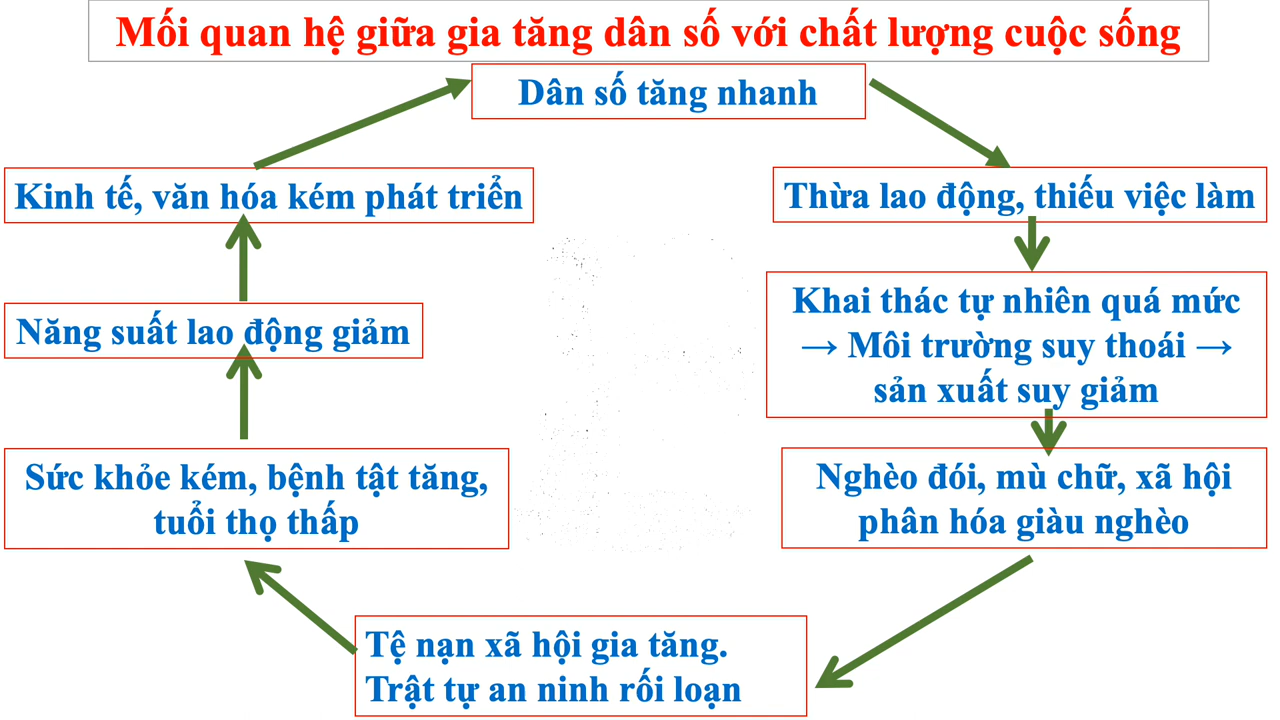 Mối quan hệ giữa gia tăng dân số với chất lượng cuộc sống
Dân số tăng nhanh
Thừa lao động, thiếu việc làm
Khai thác tự nhiên quá mức
→ Môi trường suy thoái →
sản xuất suy giảm
Nghèo đói, mù chữ, xã hội
phân hóa giàu nghèo
Tệ nạn xã hội gia tăng.
Trật tự an ninh rối loạn
Sức khỏe kém, bệnh tật tăng,
tuổi thọ thấp
Năng suất lao động giảm
Kinh tế, văn hóa kém phát triển